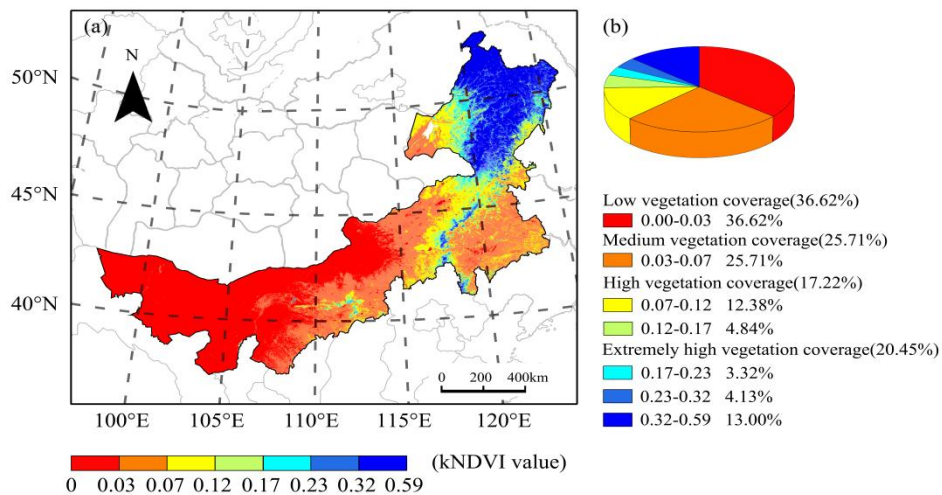 (a)
N
50°N
45°N
40°N
0 200 400km
100°E 105°E 110°E 115°E 120°E
(kNDVI value)
0 0.03 0.07 0.12 0.17 0.23 0.32 0.59
(b)
Low vegetation coverage(36.62%)
0.00-0.03 36.62%
Medium vegetation coverage(25.71%)
0.03-0.07 25.71%
High vegetation coverage(17.22%)
0.07-0.12 12.38%
0.12-0.17 4.84%
Extremely high vegetation coverage(20.45%)
0.17-0.23 3.32%
0.23-0.32 4.13%
0.32-0.59 13.00%